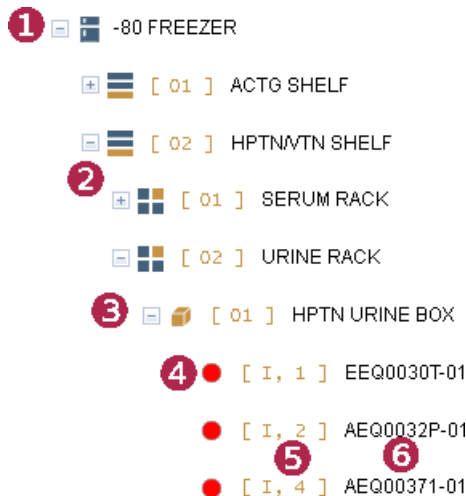 1 -80 FREEZER
[ 01 ] ACTG SHELF
[ 02 ] HPTN/VTN SHELF
2
[ 01 ] SERUM RACK
[ 02 ] URINE RACK
3 [ 01 ] HPTN URINE BOX
4 [ I, 1 ] EEQ0030T-01
[ I, 2 ] AEQ0032P-01
5 6
[ I, 4 ] AEQ00371-01